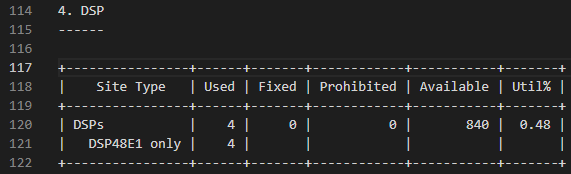 114 4. DSP
115 ------
116
117 +----------------+------+-------+------------+-----------+-------+
118 |    Site Type   | Used | Fixed | Prohibited | Available | Util% |
119 +----------------+------+-------+------------+-----------+-------+
120 | DSPs           |    4 |     0 |          0 |       840 |  0.48 |
121 |   DSP48E1 only |    4 |       |            |           |       |
122 +----------------+------+-------+------------+-----------+-------+